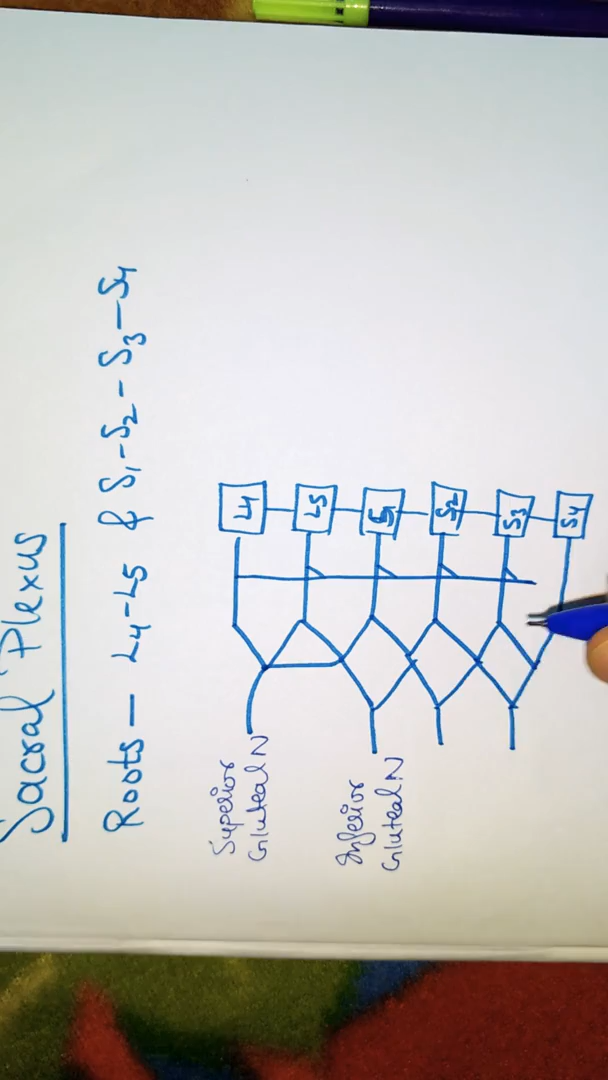 Sacral Plexus
Roots — L4-L5 & S1-S2-S3-S4
L4
L5
S1
S2
S3
S4
Superior
Gluteal N
Inferior
Gluteal N